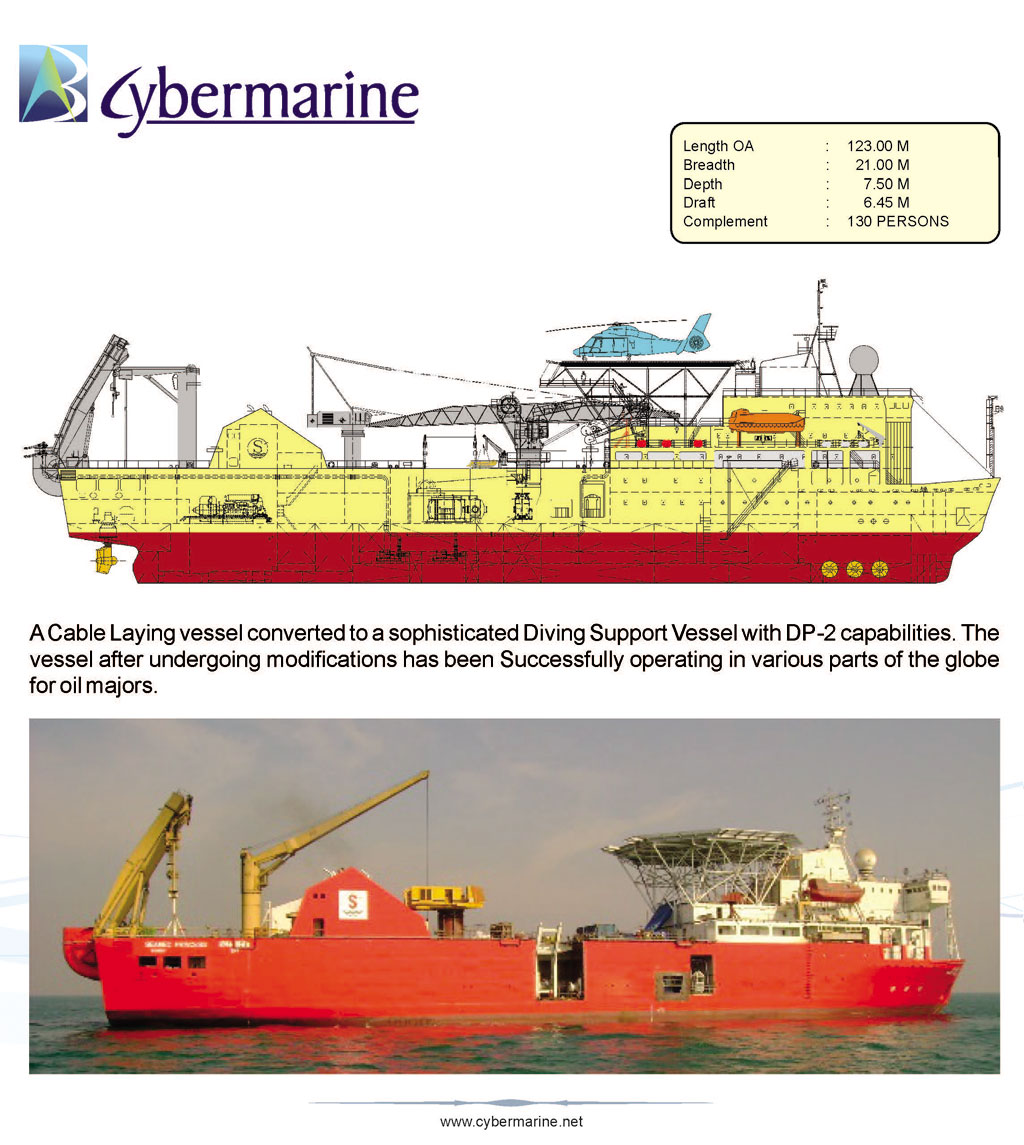 Cybermarine
Length OA : 123.00 M
Breadth : 21.00 M
Depth : 7.50 M
Draft : 6.45 M
Complement : 130 PERSONS
S
A Cable Laying vessel converted to a sophisticated Diving Support Vessel with DP-2 capabilities. The
vessel after undergoing modifications has been Successfully operating in various parts of the globe
for oil majors.
S
www.cybermarine.net